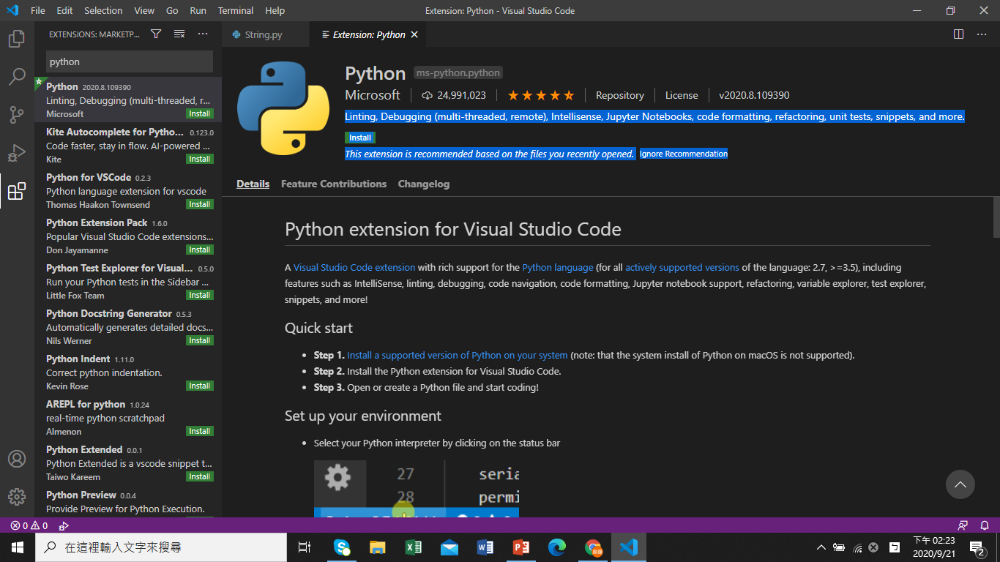 File Edit Selection View Go Run Terminal Help
Extension: Python - Visual Studio Code
EXTENSIONS: MARKETP...
python
Python 2020.8.109390
Linting, Debugging (multi-threaded, r...
Microsoft Install
Kite Autocomplete for Pytho... 0.123.0
Code faster, stay in flow. AI-powered ...
Kite Install
Python for VSCode 0.2.3
Python language extension for vscode
Thomas Haakon Townsend Install
Python Extension Pack 1.6.0
Popular Visual Studio Code extensions...
Don Jayamanne Install
Python Test Explorer for Visual... 0.5.0
Run your Python tests in the Sidebar ...
Little Fox Team Install
Python Docstring Generator 0.5.3
Automatically generates detailed docs...
Nils Werner Install
Python Indent 1.11.0
Correct python indentation.
Kevin Rose Install
AREPL for python 1.0.24
real-time python scratchpad
Almenon Install
Python Extended 0.0.1
Python Extended is a vscode snippet t...
Taiwo Kareem Install
Python Preview 0.0.4
Provide Preview for Python Execution.
String.py
Extension: Python
Python ms-python.python
Microsoft 24,991,023 Repository License v2020.8.109390
Linting, Debugging (multi-threaded, remote), Intellisense, Jupyter Notebooks, code formatting, refactoring, unit tests, snippets, and more.
Install
This extension is recommended based on the files you recently opened. Ignore Recommendation
Details Feature Contributions Changelog
Python extension for Visual Studio Code
A Visual Studio Code extension with rich support for the Python language (for all actively supported versions of the language: 2.7, >=3.5), including
features such as IntelliSense, linting, debugging, code navigation, code formatting, Jupyter notebook support, refactoring, variable explorer, test explorer,
snippets, and more!
Quick start
Step 1. Install a supported version of Python on your system (note: that the system install of Python on macOS is not supported).
Step 2. Install the Python extension for Visual Studio Code.
Step 3. Open or create a Python file and start coding!
Set up your environment
Select your Python interpreter by clicking on the status bar
27 seria
28 permi
0 0
在這裡輸入文字來搜尋
下午 02:23
2020/9/21
2